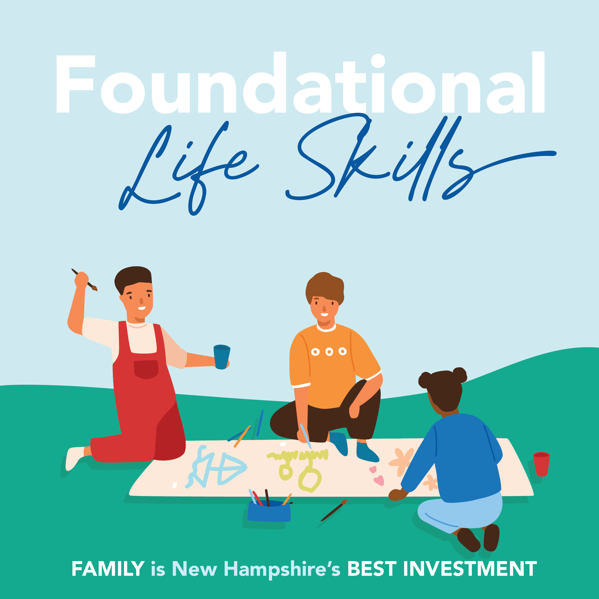 Foundational
Life Skills
FAMILY is New Hampshire's BEST INVESTMENT